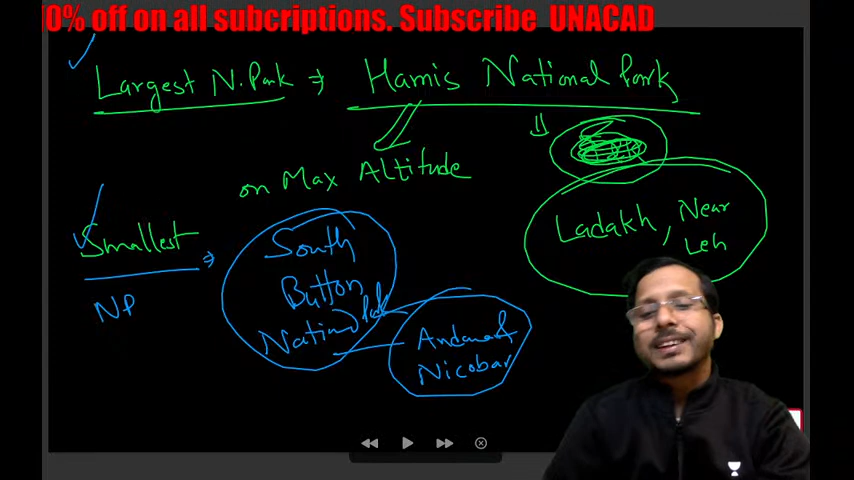 0% off on all subcriptions. Subscribe UNACAD
Largest N. Park ⇒ Hamis National Park
on Max Altitude
Ladakh, Near
Leh
Smallest ⇒
NP
South
Button
National Park
Andaman &
Nicobar